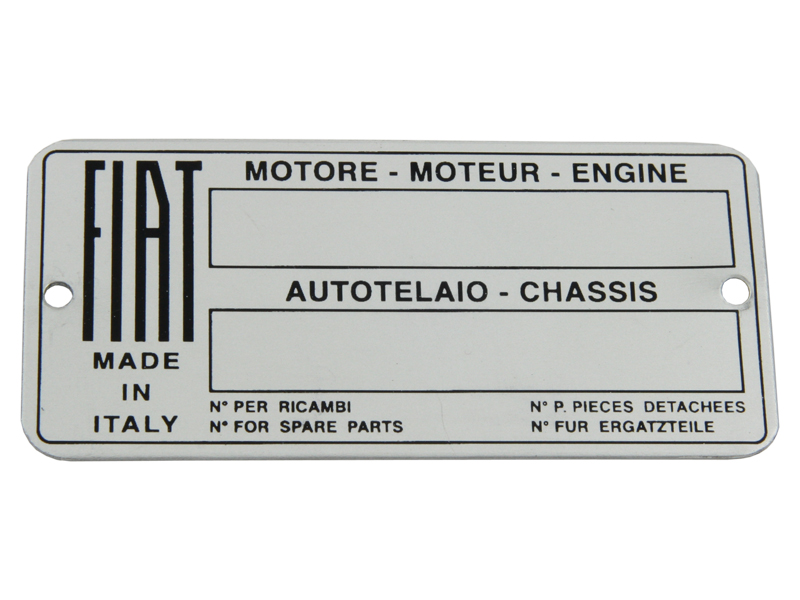 FIAT
MADE
IN
ITALY
MOTORE - MOTEUR - ENGINE
AUTOTELAIO - CHASSIS
N° PER RICAMBI
N° FOR SPARE PARTS
N° P. PIECES DETACHEES
N° FUR ERGATZTEILE